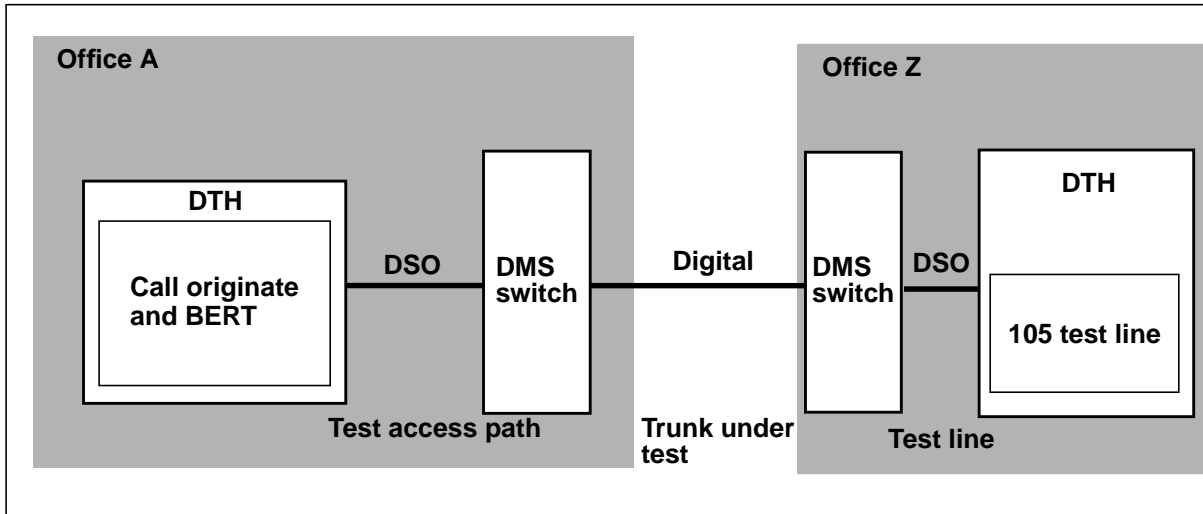 Office A
Office Z
DTH
DTH
Call originate
and BERT
DSO
DMS
switch
Digital
DMS
switch
DSO
105 test line
Test access path
Trunk under
test
Test line